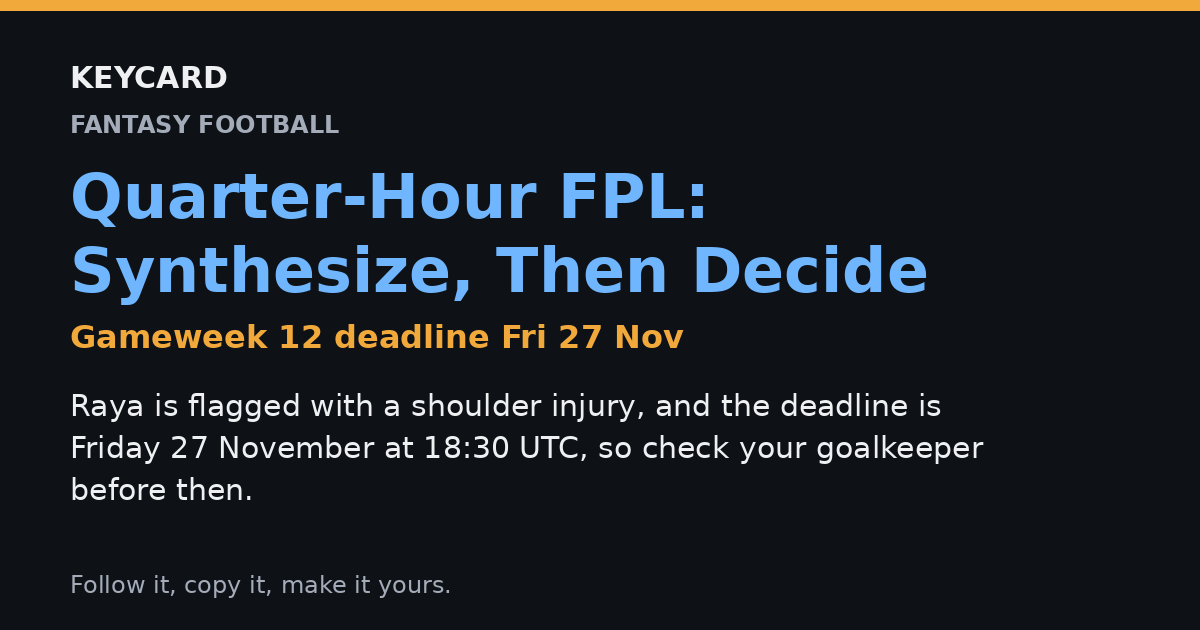 KEYCARD
FANTASY FOOTBALL
Quarter-Hour FPL:
Synthesize, Then Decide
Gameweek 12 deadline Fri 27 Nov
Raya is flagged with a shoulder injury, and the deadline is
Friday 27 November at 18:30 UTC, so check your goalkeeper
before then.
Follow it, copy it, make it yours.